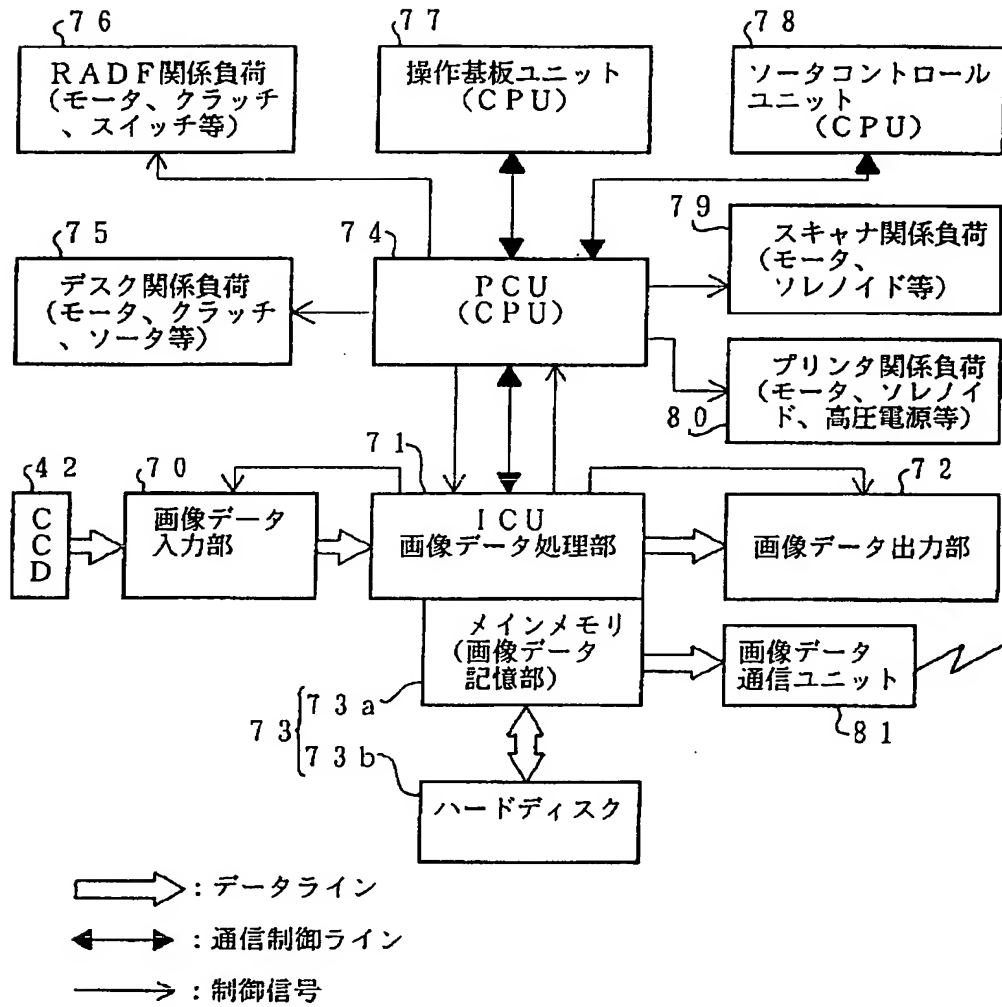 76
RADF関係負荷
(モータ、クラッチ
、スイッチ等)
77
操作基板ユニット
(CPU)
78
ソータコントロール
ユニット
(CPU)
75
デスク関係負荷
(モータ、クラッチ
、ソータ等)
74
PCU
(CPU)
79
スキャナ関係負荷
(モータ、
ソレノイド等)
プリンタ関係負荷
(モータ、ソレノイ
ド、高圧電源等)
80
42
CCD
70
画像データ
入力部
71
ICU
画像データ処理部
72
画像データ出力部
メインメモリ
(画像データ
記憶部)
画像データ
通信ユニット
81
73
73a
73b
ハードディスク
:データライン
:通信制御ライン
:制御信号